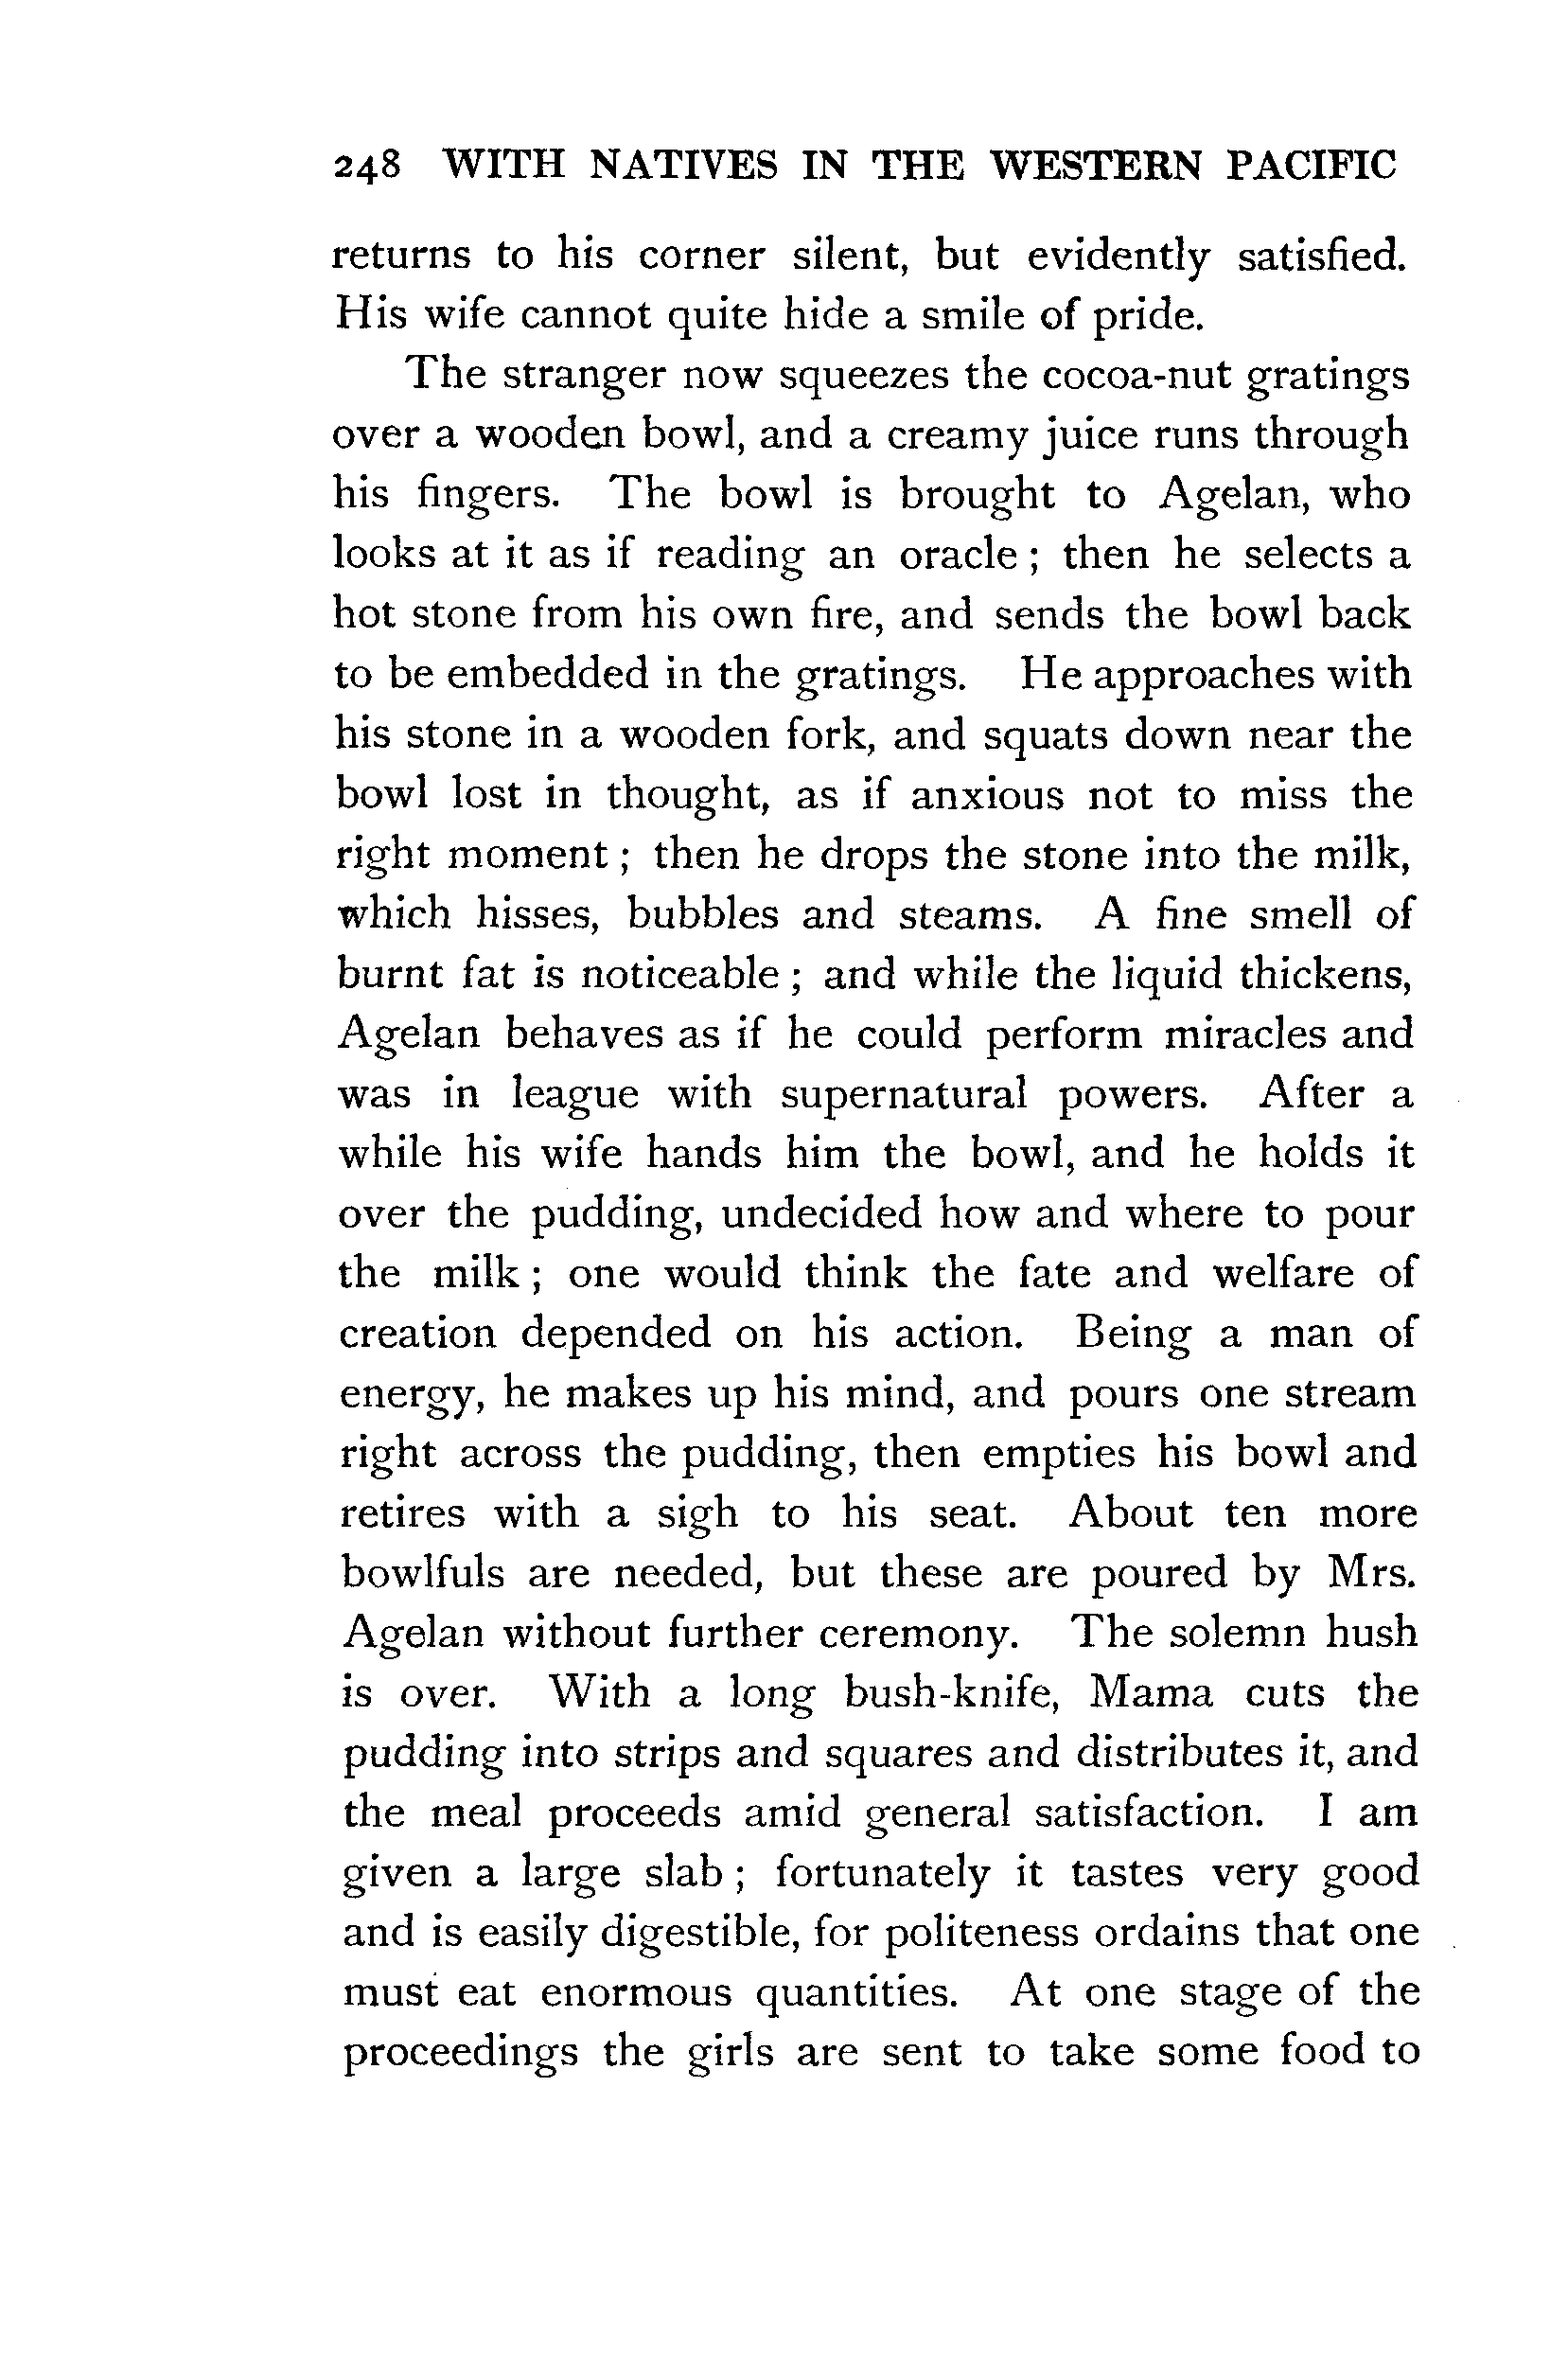 248 WITH NATIVES IN THE WESTERN PACIFIC
returns to his corner silent, but evidently satisfied.
His wife cannot quite hide a smile of pride.
The stranger now squeezes the cocoa-nut gratings
over a wooden bowl, and a creamy juice runs through
his fingers. The bowl is brought to Agelan, who
looks at it as if reading an oracle ; then he selects a
hot stone from his own fire, and sends the bowl back
to be embedded in the gratings. He approaches with
his stone in a wooden fork, and squats down near the
bowl lost in thought, as if anxious not to miss the
right moment ; then he drops the stone into the milk,
which hisses, bubbles and steams. A fine smell of
burnt fat is noticeable ; and while the liquid thickens,
Agelan behaves as if he could perform miracles and
was in league with supernatural powers. After a
while his wife hands him the bowl, and he holds it
over the pudding, undecided how and where to pour
the milk ; one would think the fate and welfare of
creation depended on his action. Being a man of
energy, he makes up his mind, and pours one stream
right across the pudding, then empties his bowl and
retires with a sigh to his seat. About ten more
bowlfuls are needed, but these are poured by Mrs.
Agelan without further ceremony. The solemn hush
is over. With a long bush-knife, Mama cuts the
pudding into strips and squares and distributes it, and
the meal proceeds amid general satisfaction. I am
given a large slab ; fortunately it tastes very good
and is easily digestible, for politeness ordains that one
must eat enormous quantities. At one stage of the
proceedings the girls are sent to take some food to